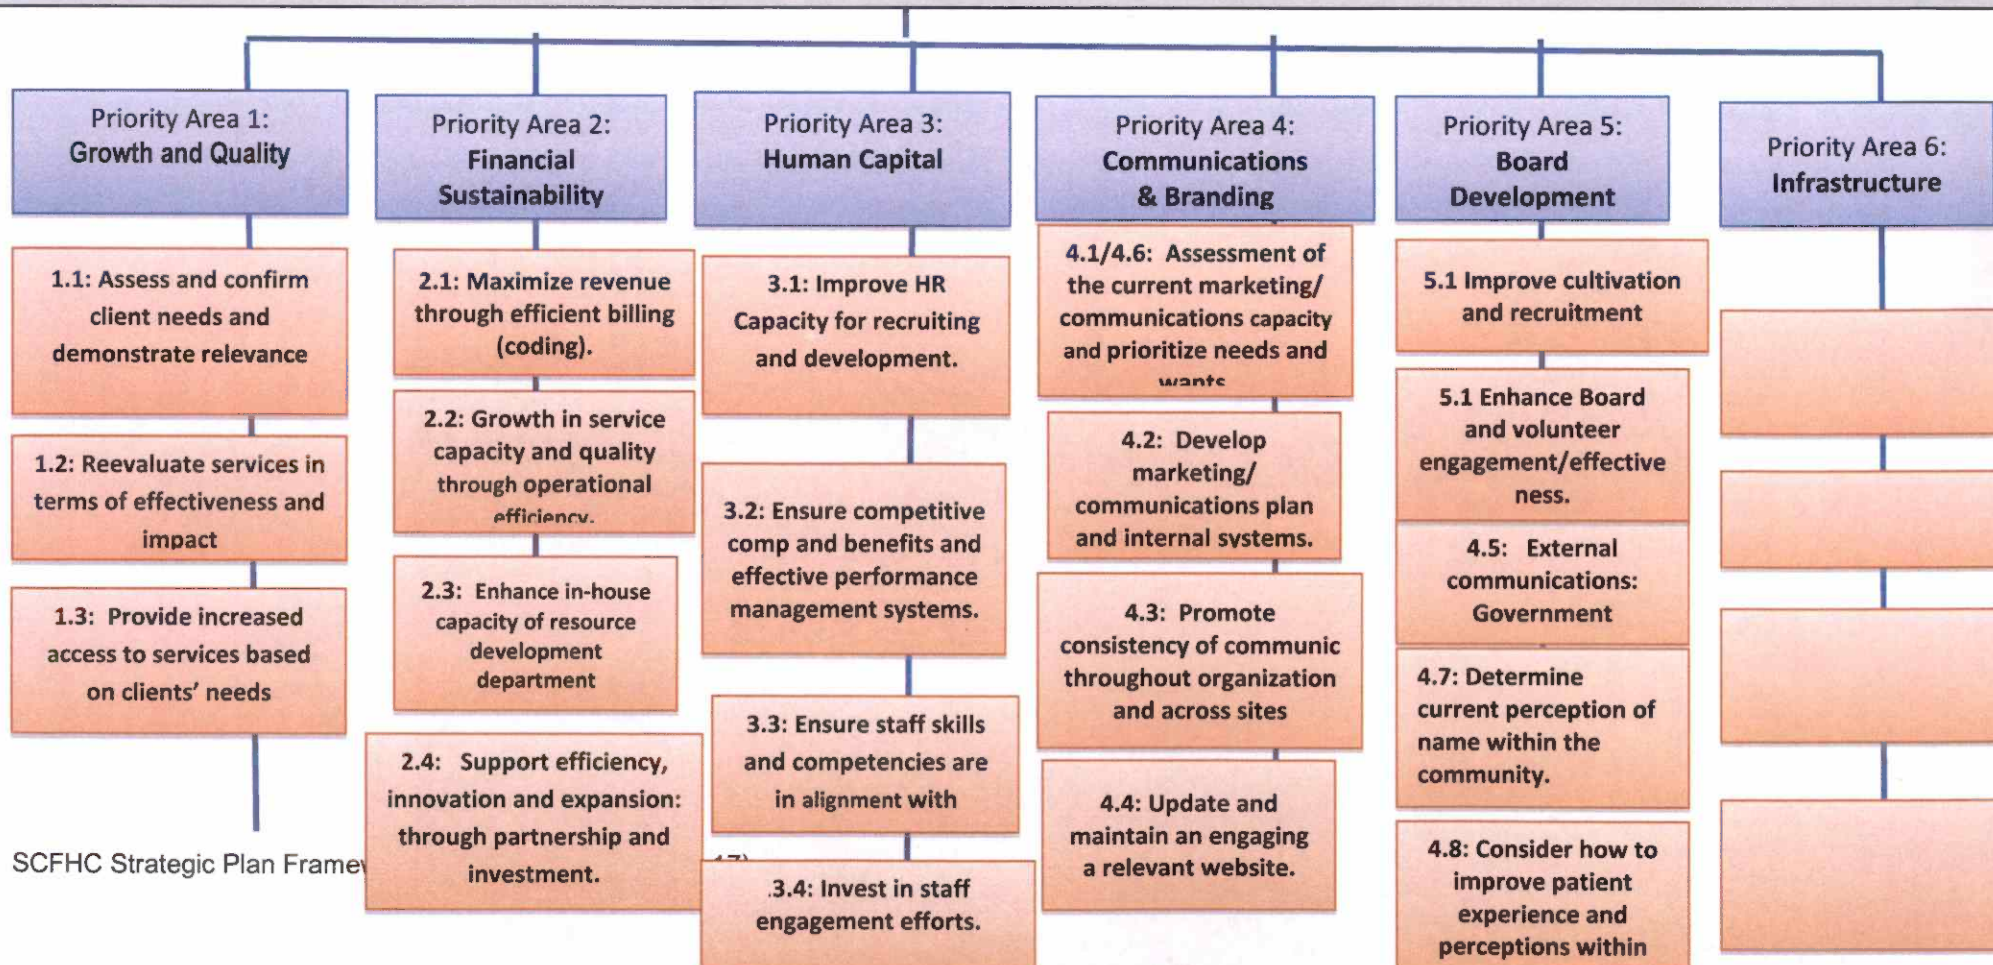 Priority Area 1:
Growth and Quality
1.1: Assess and confirm
client needs and
demonstrate relevance
1.2: Reevaluate services in
terms of effectiveness and
impact
1.3: Provide increased
access to services based
on clients' needs
Priority Area 2:
Financial
Sustainability
2.1: Maximize revenue
through efficient billing
(coding).
2.2: Growth in service
capacity and quality
through operational
efficiency.
2.3: Enhance in-house
capacity of resource
development
department
2.4: Support efficiency,
innovation and expansion:
through partnership and
investment.
Priority Area 3:
Human Capital
3.1: Improve HR
Capacity for recruiting
and development.
3.2: Ensure competitive
comp and benefits and
effective performance
management systems.
3.3: Ensure staff skills
and competencies are
in alignment with
3.4: Invest in staff
engagement efforts.
Priority Area 4:
Communications
& Branding
4.1/4.6: Assessment of
the current marketing/
communications capacity
and prioritize needs and
wants
4.2: Develop
marketing/
communications plan
and internal systems.
4.3: Promote
consistency of communic
throughout organization
and across sites
4.4: Update and
maintain an engaging
a relevant website.
Priority Area 5:
Board
Development
5.1 Improve cultivation
and recruitment
5.1 Enhance Board
and volunteer
engagement/effective
ness.
4.5: External
communications:
Government
4.7: Determine
current perception of
name within the
community.
4.8: Consider how to
improve patient
experience and
perceptions within
Priority Area 6:
Infrastructure
SCFHC Strategic Plan